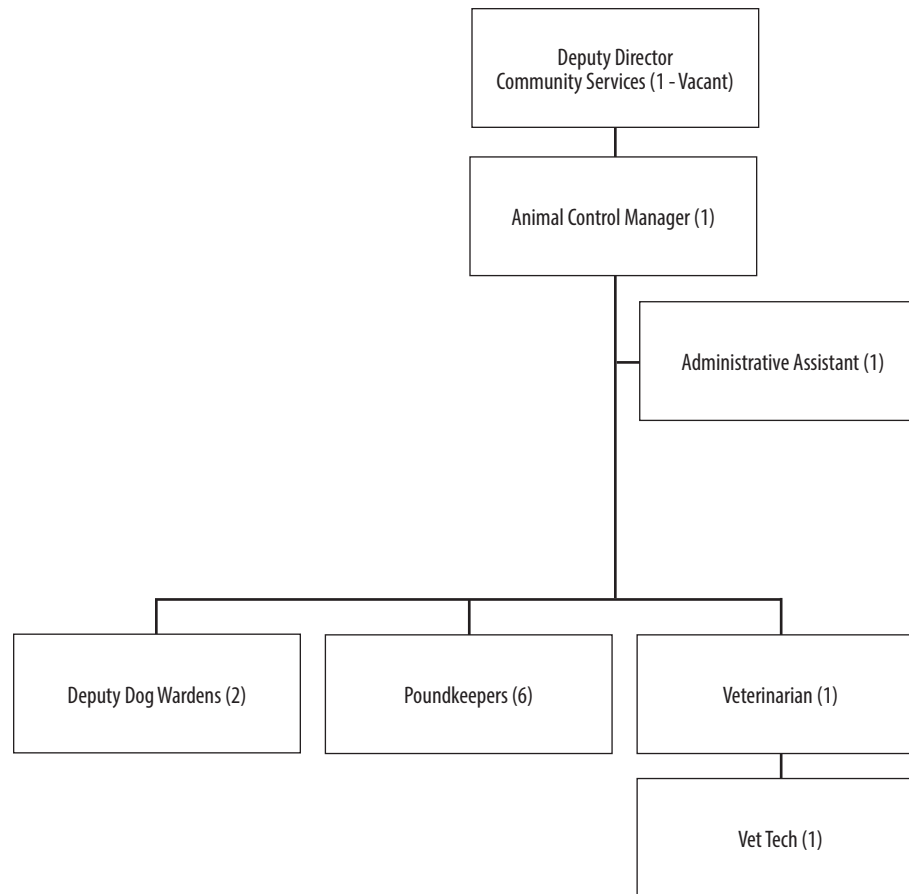 Deputy Director
Community Services (1 - Vacant)
Animal Control Manager (1)
Administrative Assistant (1)
Deputy Dog Wardens (2)
Poundkeepers (6)
Veterinarian (1)
Vet Tech (1)